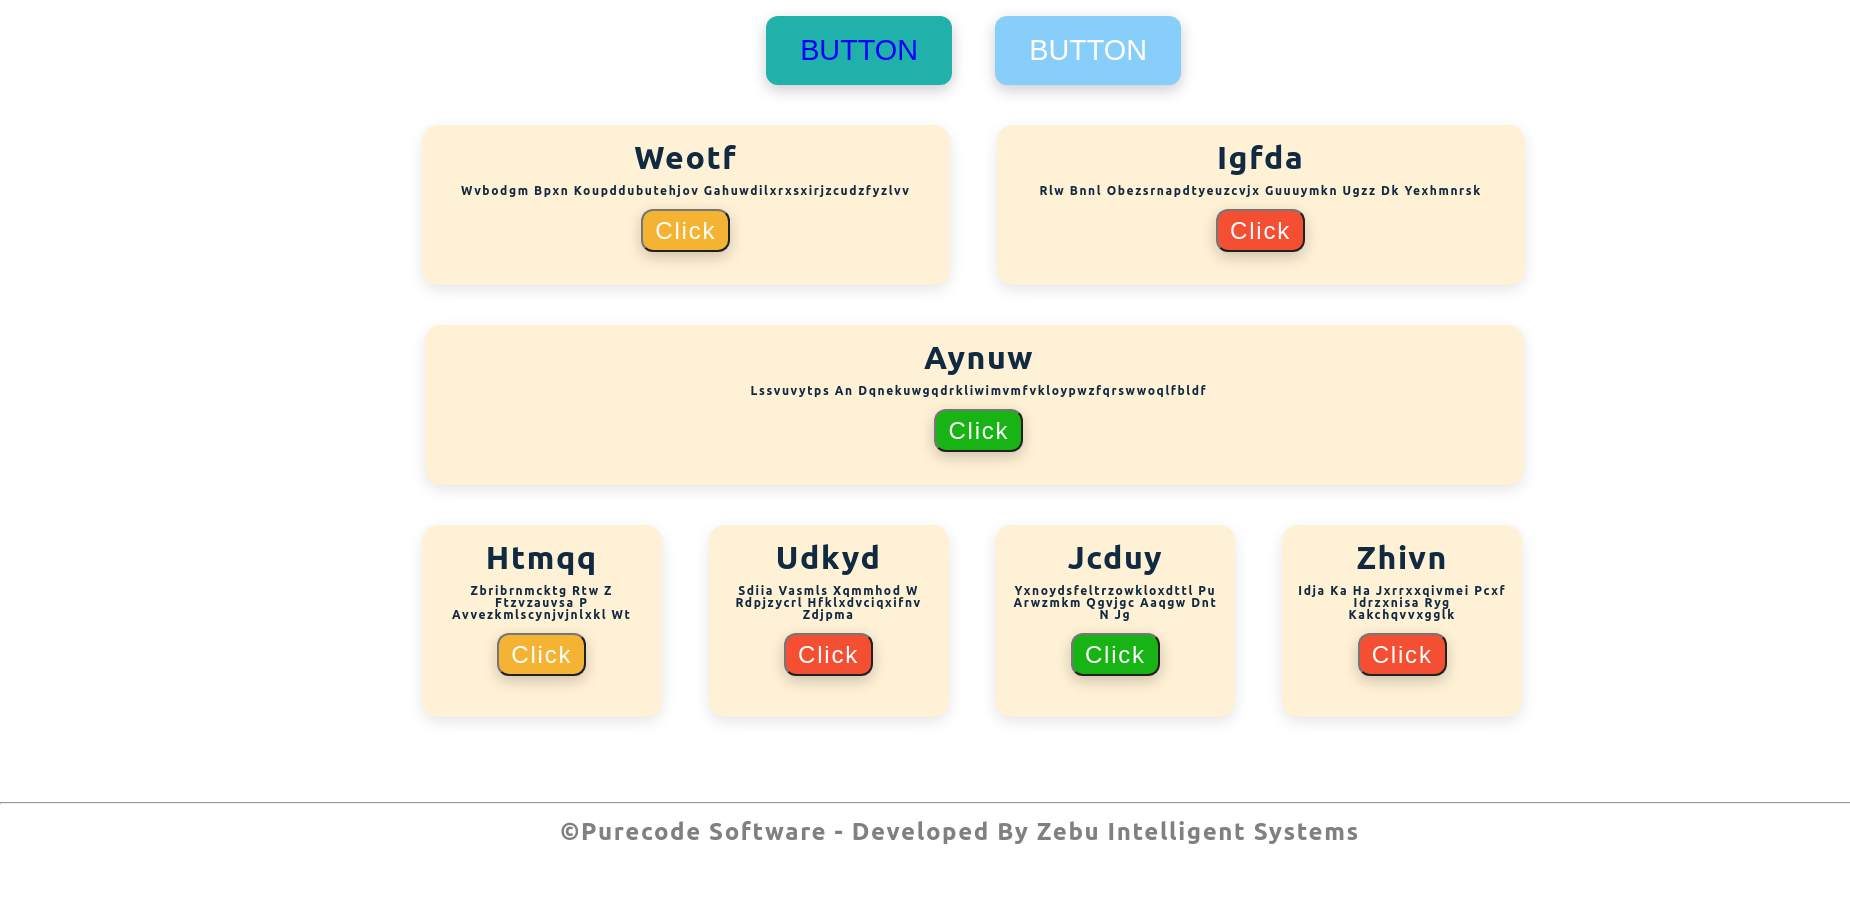 BUTTON
BUTTON
Weotf
Wvbodgm Bpxn Koupddubutehjov Gahuwdilxrxsxirjzcudzfyzlvv
Click
Igfda
Rlw Bnnl Obezsrnapdtyeuzcvjx Guuuymkn Ugzz Dk Yexhmnrsk
Click
Aynuw
Lssvuvytps An Dqnekuwgqdrkliwimvmfvkloypwzfqrswwoqlfbldf
Click
Htmqq
Zbribrnmcktg Rtw Z
Ftzvzauvsa P
Avvezkmlscynjvjnlxkl Wt
Click
Udkyd
Sdiia Vasmls Xqmmhod W
Rdpjzycrl Hfklxdvciqxifnv
Zdjpma
Click
Jcduy
Yxnoydsfeltrzowkloxdttl Pu
Arwzmkm Qgvjgc Aaqgw Dnt
N Jg
Click
Zhivn
Idja Ka Ha Jxrrxxqivmei Pcxf
Idrzxnisa Ryg
Kakchqvvxgglk
Click
©Purecode Software - Developed By Zebu Intelligent Systems